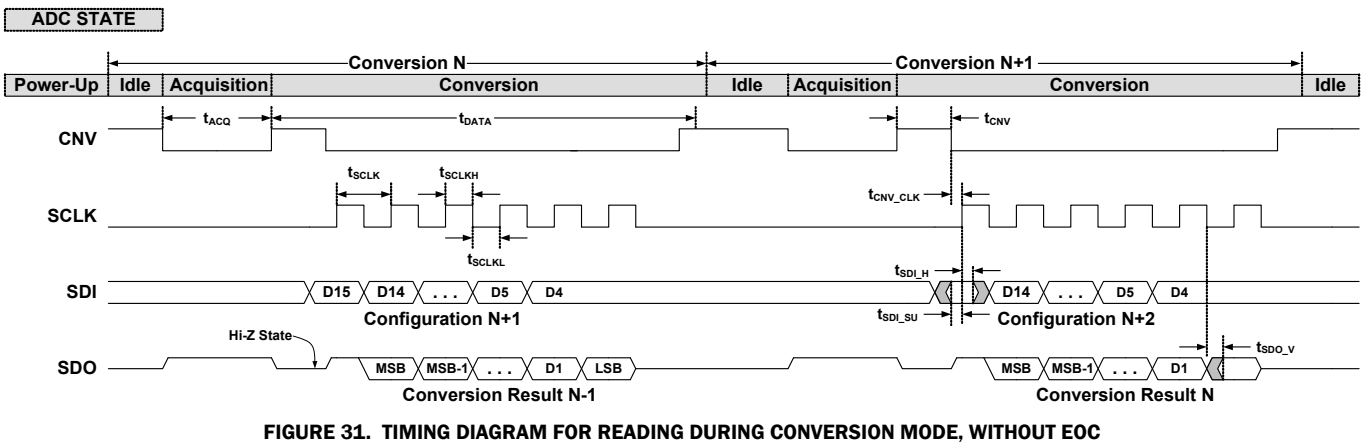 ADC STATE
Conversion N
Conversion N+1
Power-Up Idle Acquisition Conversion Idle Acquisition Conversion Idle
CNV
tACQ
tDATA
tCNV
SCLK
tSCLK
tSCLKH
tSCLKL
tCNV_CLK
SDI
D15 D14 . . . D5 D4
Configuration N+1
tSDI_H
tSDI_SU
D14 . . . D5 D4
Configuration N+2
SDO
Hi-Z State
MSB MSB-1 . . . D1 LSB
Conversion Result N-1
MSB MSB-1 . . . D1
tSDO_V
Conversion Result N
FIGURE 31. TIMING DIAGRAM FOR READING DURING CONVERSION MODE, WITHOUT EOC